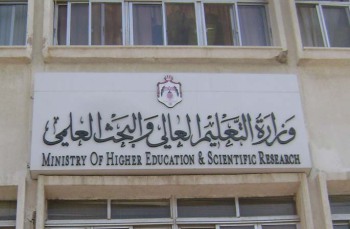 وزارة التعليم العالي والبحث العلمي
MINISTRY OF HIGHER EDUCATION & SCIENTIFIC RESEARCH